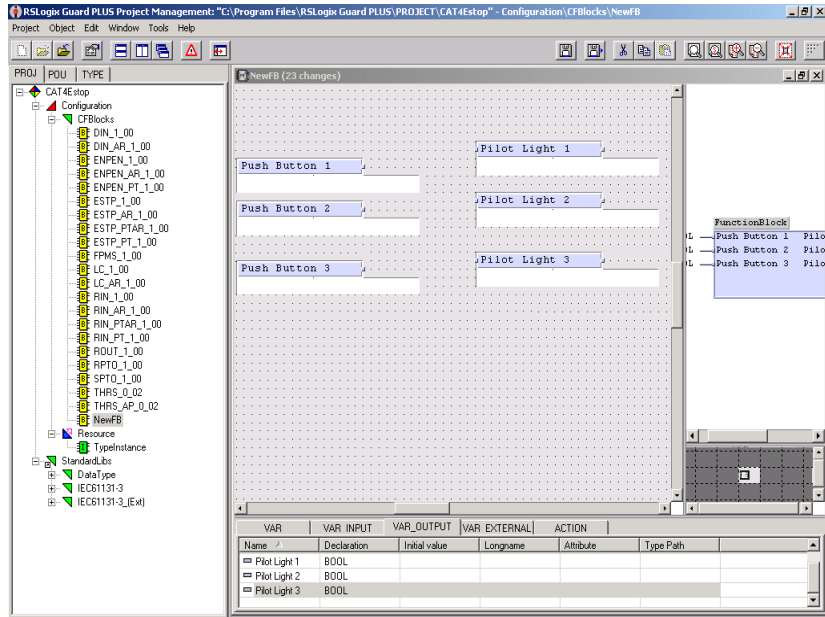 RSLogix Guard PLUS Project Management: "C:\Program Files\RSLogix Guard PLUS\PROJECT\CAT4Estop" - Configuration\CFBlocks\NewFB
Project Object Edit Window Tools Help
PROJ POU TYPE
CAT4Estop
Configuration
CFBlocks
DIN_1_00
DIN_AR_1_00
ENPEN_1_00
ENPEN_AR_1_00
ENPEN_PT_1_00
ESTP_1_00
ESTP_AR_1_00
ESTP_PTAR_1_00
ESTP_PT_1_00
FPMS_1_00
LC_1_00
LC_AR_1_00
RIN_1_00
RIN_AR_1_00
RIN_PTAR_1_00
RIN_PT_1_00
ROUT_1_00
RPTO_1_00
SPTO_1_00
THRS_0_02
THRS_AP_0_02
NewFB
Resource
TypeInstance
StandardLibs
DataType
IEC61131-3
IEC61131-3_(Ext)
NewFB (23 changes)
Pilot Light 1
Push Button 1
Pilot Light 2
Push Button 2
Pilot Light 3
Push Button 3
FunctionBlock
OL Push Button 1 Pilo
OL Push Button 2 Pilo
OL Push Button 3 Pilo
VAR VAR INPUT VAR_OUTPUT VAR EXTERNAL ACTION
Name Declaration Initial value Longname Attribute Type Path
Pilot Light 1 BOOL
Pilot Light 2 BOOL
Pilot Light 3 BOOL